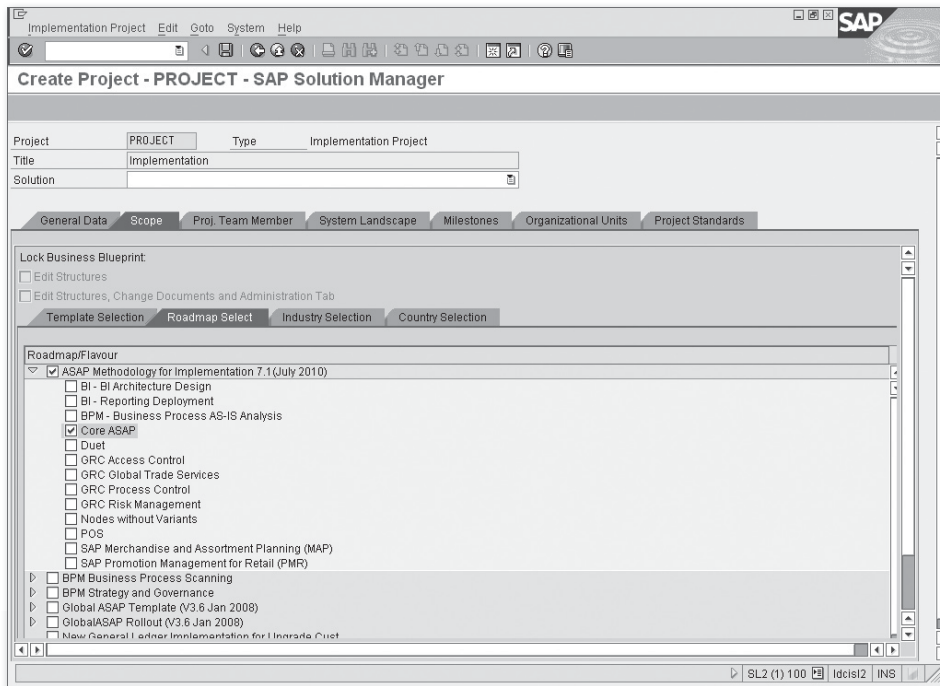 Implementation Project Edit Goto System Help
SAP
Create Project - PROJECT - SAP Solution Manager
Project PROJECT Type Implementation Project
Title Implementation
Solution
General Data Scope Proj. Team Member System Landscape Milestones Organizational Units Project Standards
Lock Business Blueprint:
Edit Structures
Edit Structures, Change Documents and Administration Tab
Template Selection Roadmap Select Industry Selection Country Selection
Roadmap/Flavour
ASAP Methodology for Implementation 7.1(July 2010)
BI - BI Architecture Design
BI - Reporting Deployment
BPM - Business Process AS-IS Analysis
Core ASAP
Duet
GRC Access Control
GRC Global Trade Services
GRC Process Control
GRC Risk Management
Nodes without Variants
POS
SAP Merchandise and Assortment Planning (MAP)
SAP Promotion Management for Retail (PMR)
BPM Business Process Scanning
BPM Strategy and Governance
Global ASAP Template (V3.6 Jan 2008)
GlobalASAP Rollout (V3.6 Jan 2008)
New General Ledger Implementation for Upgrade Cust
SL2 (1) 100 ldcisl2 INS